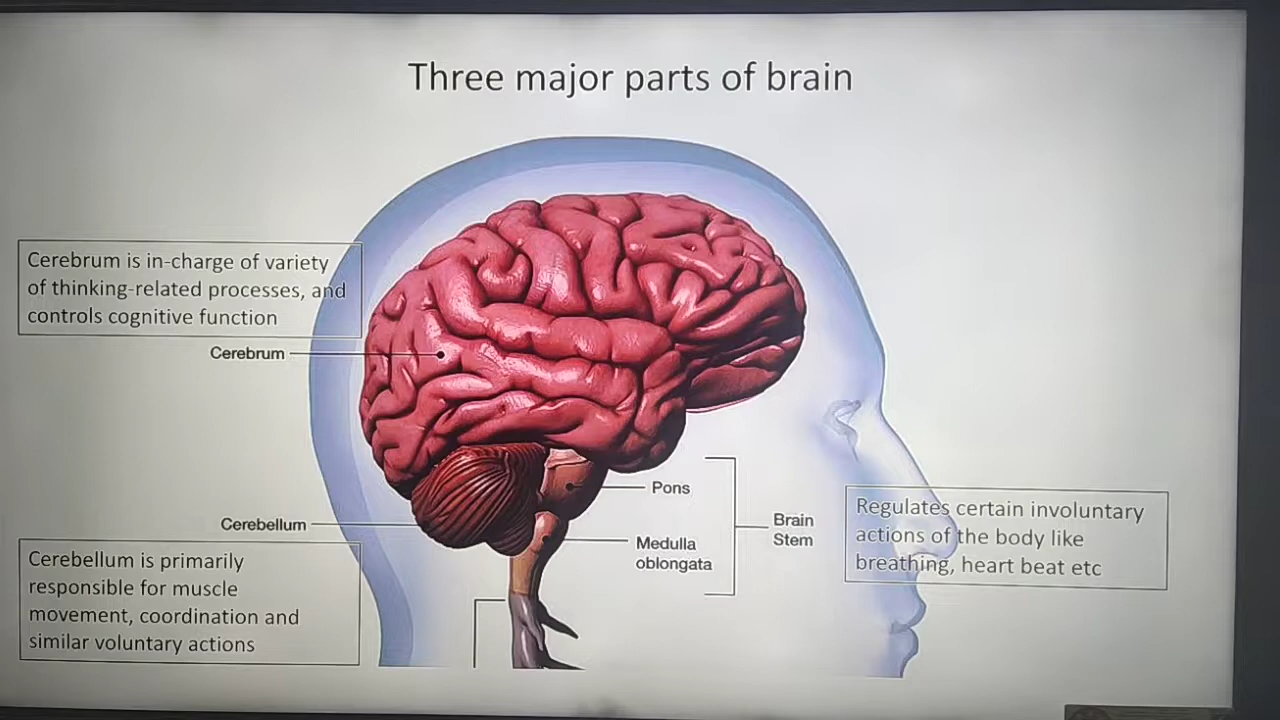 Three major parts of brain
Cerebrum is in-charge of variety
of thinking-related processes, and
controls cognitive function
Cerebrum
Pons
Cerebellum
Medulla
oblongata
Brain
Stem
Regulates certain involuntary
actions of the body like
breathing, heart beat etc
Cerebellum is primarily
responsible for muscle
movement, coordination and
similar voluntary actions